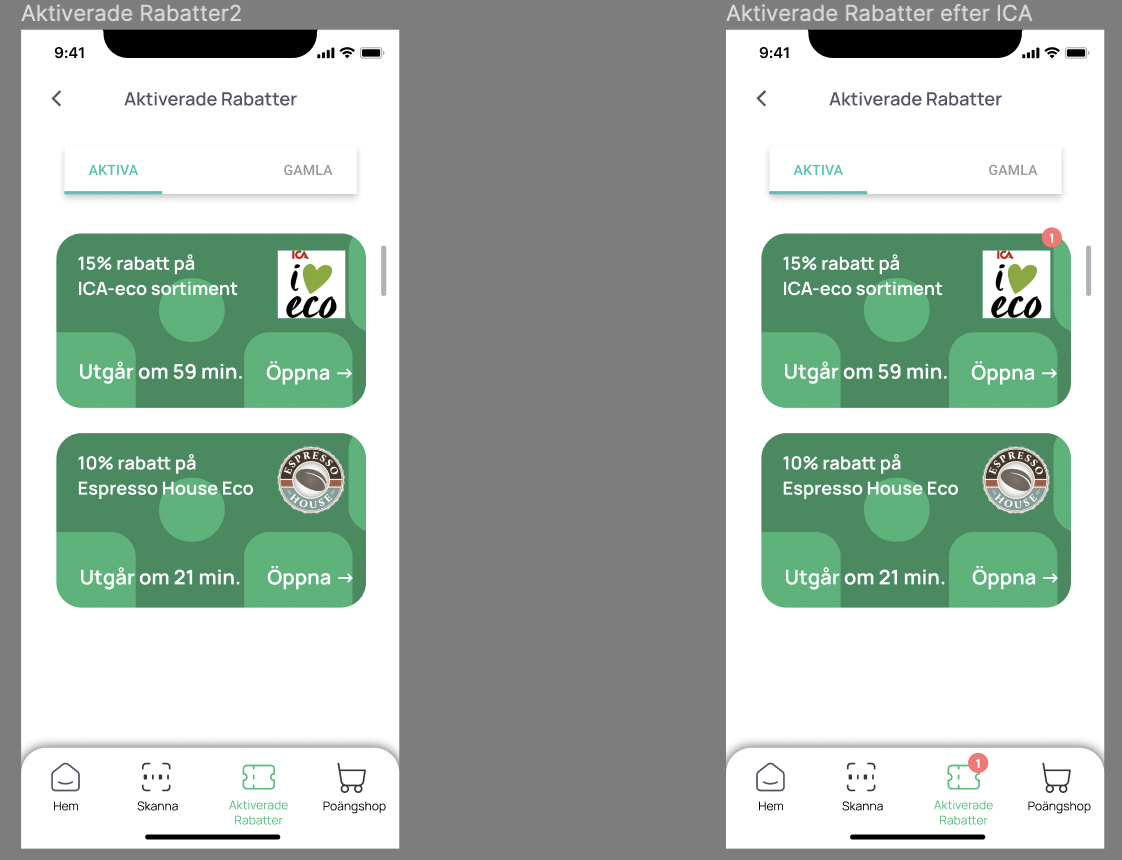 Aktiverade Rabatter2
9:41
Aktiverade Rabatter
AKTIVA
GAMLA
15% rabatt på
ICA-eco sortiment
ICA
i
eco
Utgår om 59 min.
Öppna →
10% rabatt på
Espresso House Eco
ESPRESSO
HOUSE
Utgår om 21 min.
Öppna →
Hem
Skanna
Aktiverade
Rabatter
Poängshop
Aktiverade Rabatter efter ICA
9:41
Aktiverade Rabatter
AKTIVA
GAMLA
1
15% rabatt på
ICA-eco sortiment
ICA
i
eco
Utgår om 59 min.
Öppna →
10% rabatt på
Espresso House Eco
ESPRESSO
HOUSE
Utgår om 21 min.
Öppna →
Hem
Skanna
1
Aktiverade
Rabatter
Poängshop